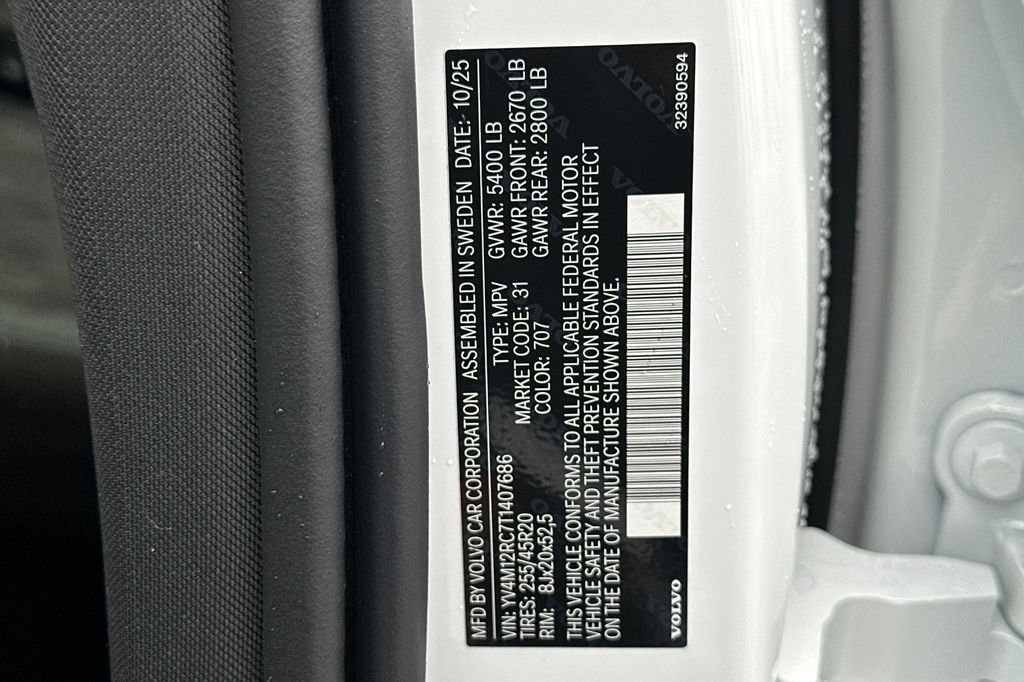 MFD BY VOLVO CAR CORPORATION ASSEMBLED IN SWEDEN DATE: 10/25
VIN: YV4M12RC7T1407686 TYPE: MPV GVWR: 5400 LB
TIRES: 255/45R20 MARKET CODE: 31 GAWR FRONT: 2670 LB
RIM: 8Jx20x52,5 COLOR: 707 GAWR REAR: 2800 LB
THIS VEHICLE CONFORMS TO ALL APPLICABLE FEDERAL MOTOR
VEHICLE SAFETY AND THEFT PREVENTION STANDARDS IN EFFECT
ON THE DATE OF MANUFACTURE SHOWN ABOVE.
VOLVO 32390594